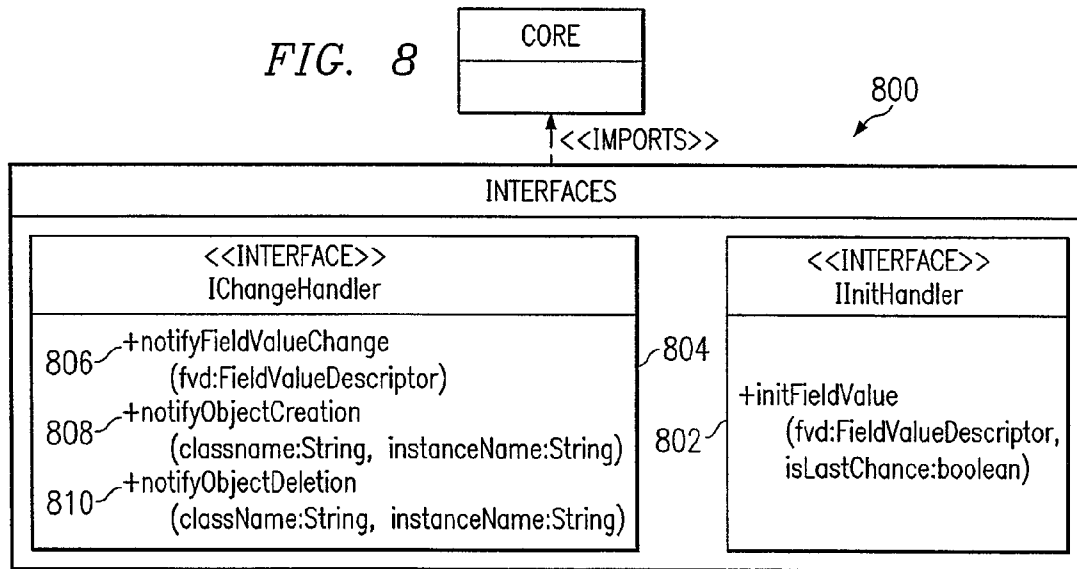 FIG. 8
CORE
800
<<IMPORTS>>
INTERFACES
<<INTERFACE>>
IChangeHandler
806
+notifyFieldValueChange
(fvd:FieldValueDescriptor)
808
+notifyObjectCreation
(classname:String, instanceName:String)
810
+notifyObjectDeletion
(className:String, instanceName:String)
804
802
<<INTERFACE>>
IInitHandler
+initFieldValue
(fvd:FieldValueDescriptor,
isLastChance:boolean)